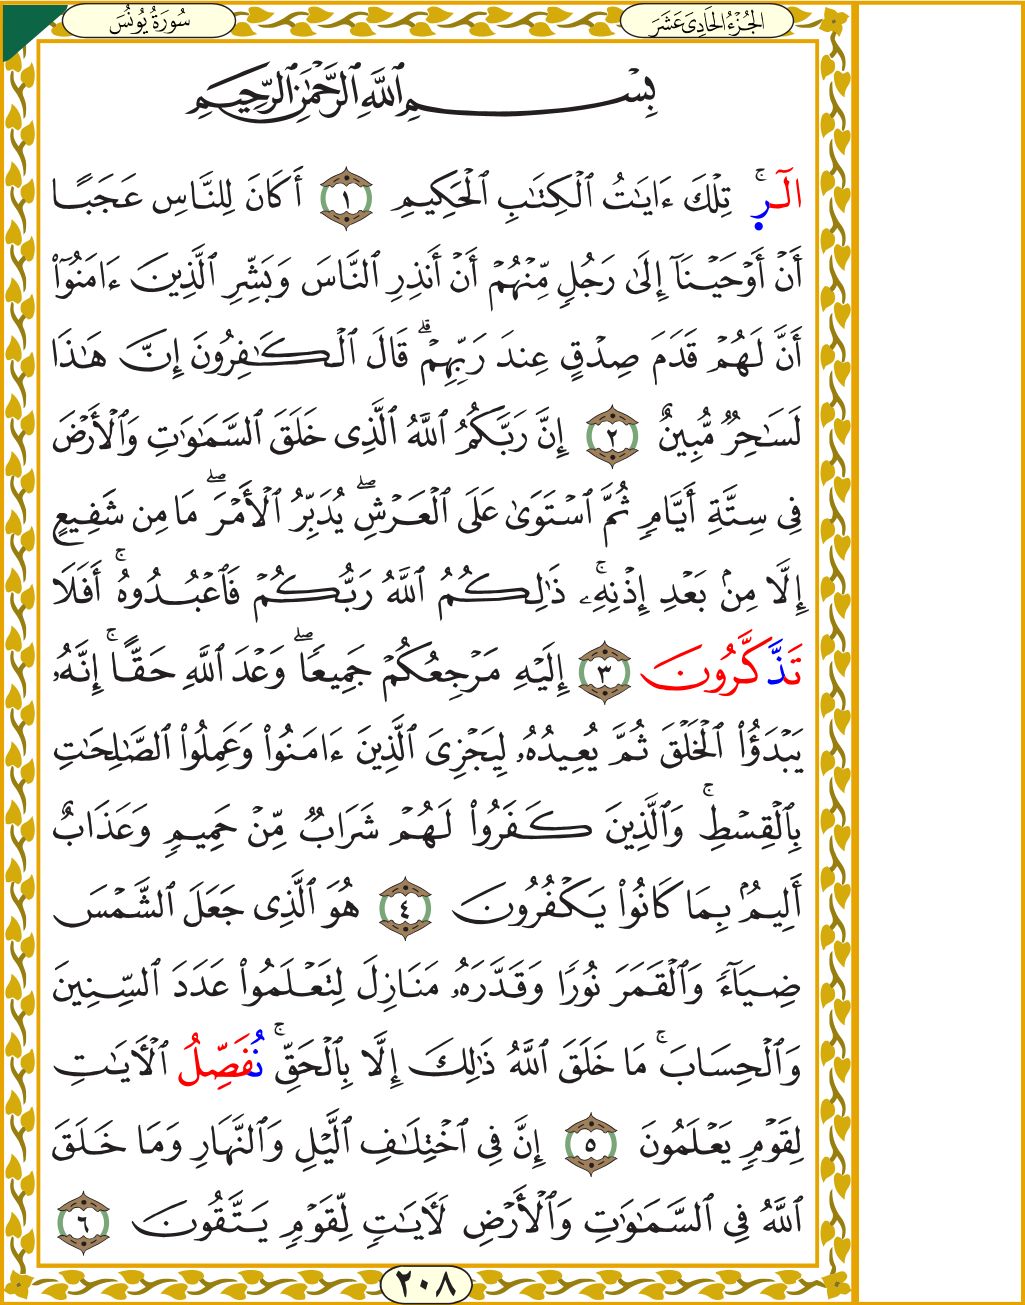 سُورَةُ يُونُسَ
الجُزْءُ الحَادِيَ عَشَرَ
بِسْمِ ٱللَّهِ ٱلرَّحْمَٰنِ ٱلرَّحِيمِ
الٓرۚ تِلْكَ ءَايَٰتُ ٱلْكِتَٰبِ ٱلْحَكِيمِ ١ أَكَانَ لِلنَّاسِ عَجَبًا
أَنْ أَوْحَيْنَآ إِلَىٰ رَجُلٍ مِّنْهُمْ أَنْ أَنذِرِ ٱلنَّاسَ وَبَشِّرِ ٱلَّذِينَ ءَامَنُوٓا۟
أَنَّ لَهُمْ قَدَمَ صِدْقٍ عِندَ رَبِّهِمْۗ قَالَ ٱلْكَٰفِرُونَ إِنَّ هَٰذَا
لَسَٰحِرٌ مُّبِينٌ ٢ إِنَّ رَبَّكُمُ ٱللَّهُ ٱلَّذِى خَلَقَ ٱلسَّمَٰوَٰتِ وَٱلْأَرْضَ
فِى سِتَّةِ أَيَّامٍ ثُمَّ ٱسْتَوَىٰ عَلَى ٱلْعَرْشِۖ يُدَبِّرُ ٱلْأَمْرَۖ مَا مِن شَفِيعٍ
إِلَّا مِنۢ بَعْدِ إِذْنِهِۦۚ ذَٰلِكُمُ ٱللَّهُ رَبُّكُمْ فَٱعْبُدُوهُۚ أَفَلَا
تَذَّكَّرُونَ ٣ إِلَيْهِ مَرْجِعُكُمْ جَمِيعًاۖ وَعْدَ ٱللَّهِ حَقًّاۚ إِنَّهُۥ
يَبْدَؤُا۟ ٱلْخَلْقَ ثُمَّ يُعِيدُهُۥ لِيَجْزِىَ ٱلَّذِينَ ءَامَنُوا۟ وَعَمِلُوا۟ ٱلصَّٰلِحَٰتِ
بِٱلْقِسْطِۚ وَٱلَّذِينَ كَفَرُوا۟ لَهُمْ شَرَابٌ مِّنْ حَمِيمٍ وَعَذَابٌ
أَلِيمٌۢ بِمَا كَانُوا۟ يَكْفُرُونَ ٤ هُوَ ٱلَّذِى جَعَلَ ٱلشَّمْسَ
ضِيَآءً وَٱلْقَمَرَ نُورًا وَقَدَّرَهُۥ مَنَازِلَ لِتَعْلَمُوا۟ عَدَدَ ٱلسِّنِينَ
وَٱلْحِسَابَۚ مَا خَلَقَ ٱللَّهُ ذَٰلِكَ إِلَّا بِٱلْحَقِّۚ نُفَصِّلُ ٱلْـَٔايَٰتِ
لِقَوْمٍ يَعْلَمُونَ ٥ إِنَّ فِى ٱخْتِلَٰفِ ٱلَّيْلِ وَٱلنَّهَارِ وَمَا خَلَقَ
ٱللَّهُ فِى ٱلسَّمَٰوَٰتِ وَٱلْأَرْضِ لَـَٔايَٰتٍ لِّقَوْمٍ يَتَّقُونَ ٦
٢٠٨